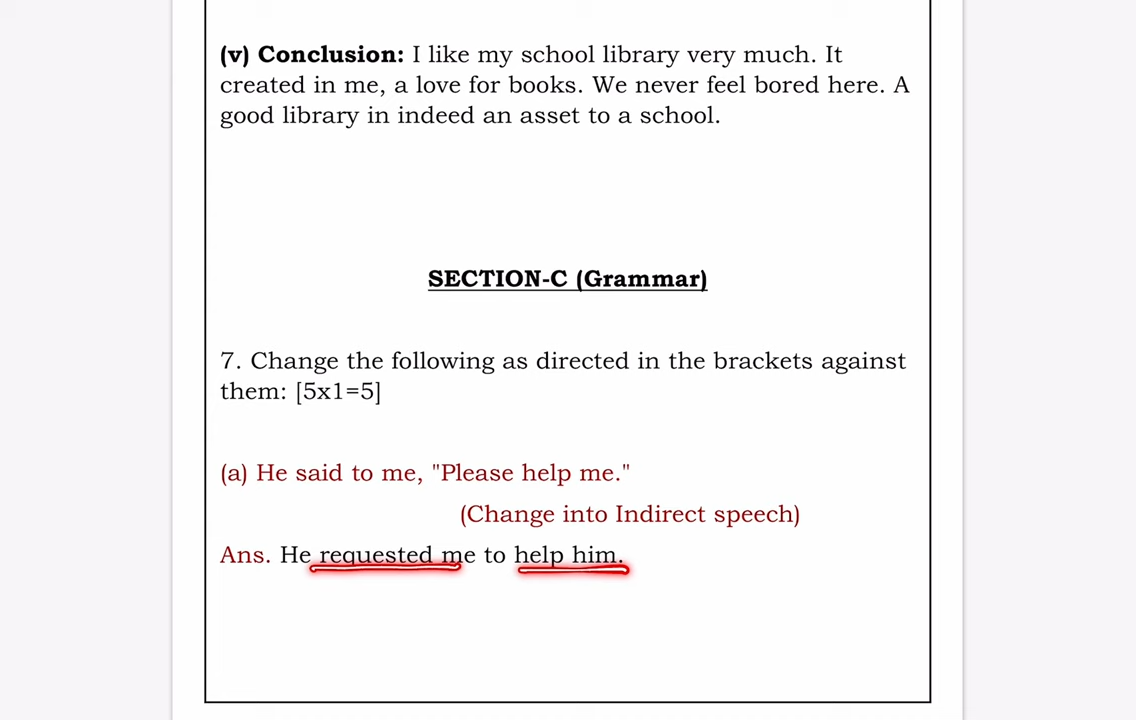 (v) Conclusion: I like my school library very much. It
created in me, a love for books. We never feel bored here. A
good library in indeed an asset to a school.
SECTION-C (Grammar)
7. Change the following as directed in the brackets against
them: [5x1=5]
(a) He said to me, "Please help me."
(Change into Indirect speech)
Ans. He requested me to help him.